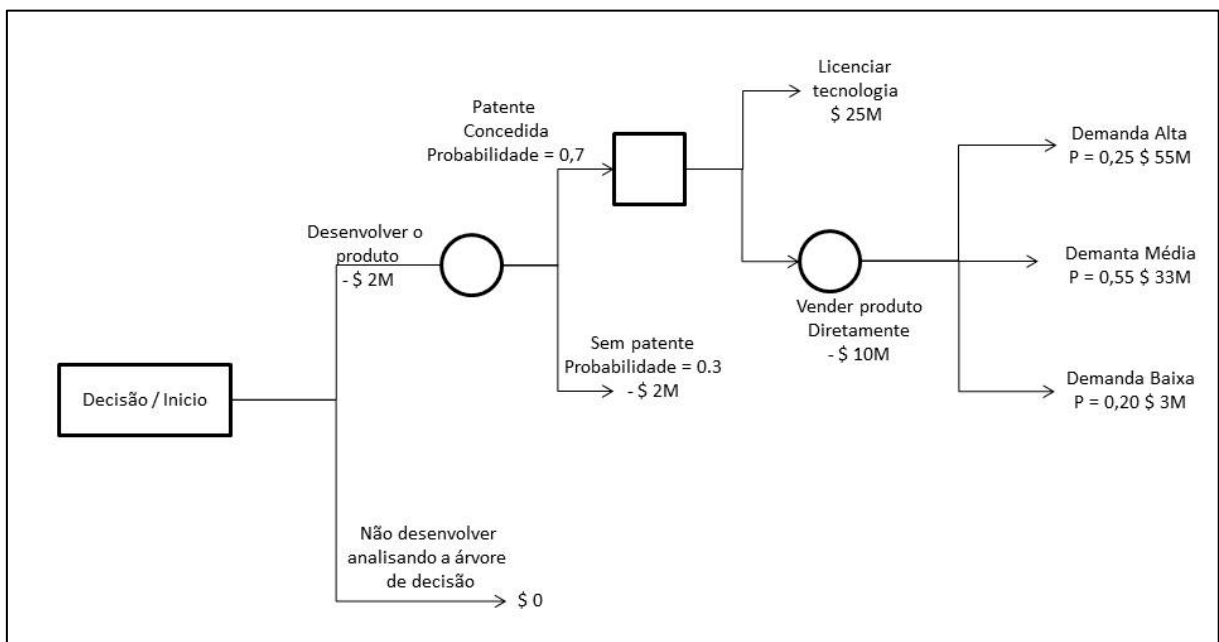 Licenciar
tecnologia
$ 25M
Patente
Concedida
Probabilidade = 0,7
Demanda Alta
P = 0,25 $ 55M
Desenvolver o
produto
- $ 2M
Demanta Média
P = 0,55 $ 33M
Vender produto
Diretamente
- $ 10M
Sem patente
Probabilidade = 0.3
- $ 2M
Demanda Baixa
P = 0,20 $ 3M
Decisão / Inicio
Não desenvolver
analisando a árvore
de decisão
$ 0